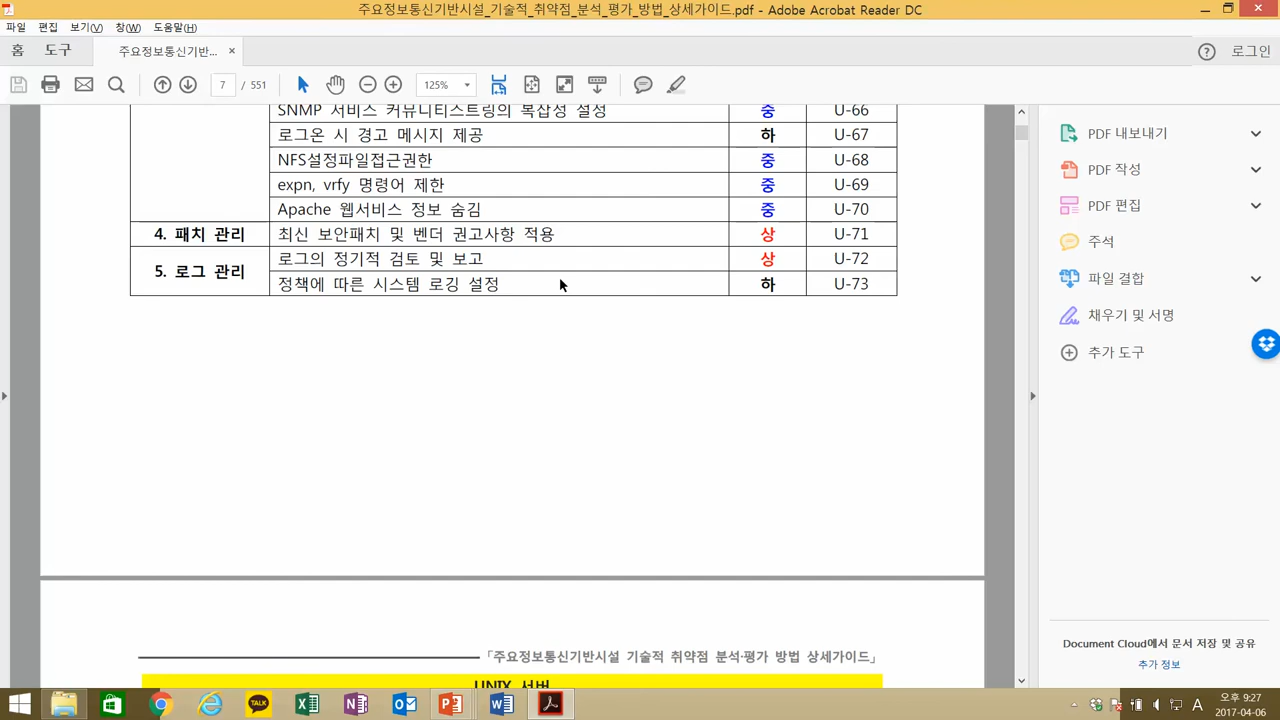 주요정보통신기반시설_기술적_취약점_분석_평가_방법_상세가이드.pdf - Adobe Acrobat Reader DC
파일 편집 보기(V) 창(W) 도움말(H)
홈 도구 주요정보통신기반... × 로그인
7 / 551 125%
SNMP 서비스 커뮤니티스트링의 복잡성 설정 중 U-66
로그온 시 경고 메시지 제공 하 U-67
NFS설정파일접근권한 중 U-68
expn, vrfy 명령어 제한 중 U-69
Apache 웹서비스 정보 숨김 중 U-70
4. 패치 관리 최신 보안패치 및 벤더 권고사항 적용 상 U-71
5. 로그 관리 로그의 정기적 검토 및 보고 상 U-72
정책에 따른 시스템 로깅 설정 하 U-73
「주요정보통신기반시설 기술적 취약점 분석·평가 방법 상세가이드」
UNIX 서버
PDF 내보내기
PDF 작성
PDF 편집
주석
파일 결합
채우기 및 서명
추가 도구
Document Cloud에서 문서 저장 및 공유
추가 정보
TALK
A 오후 9:27
2017-04-06